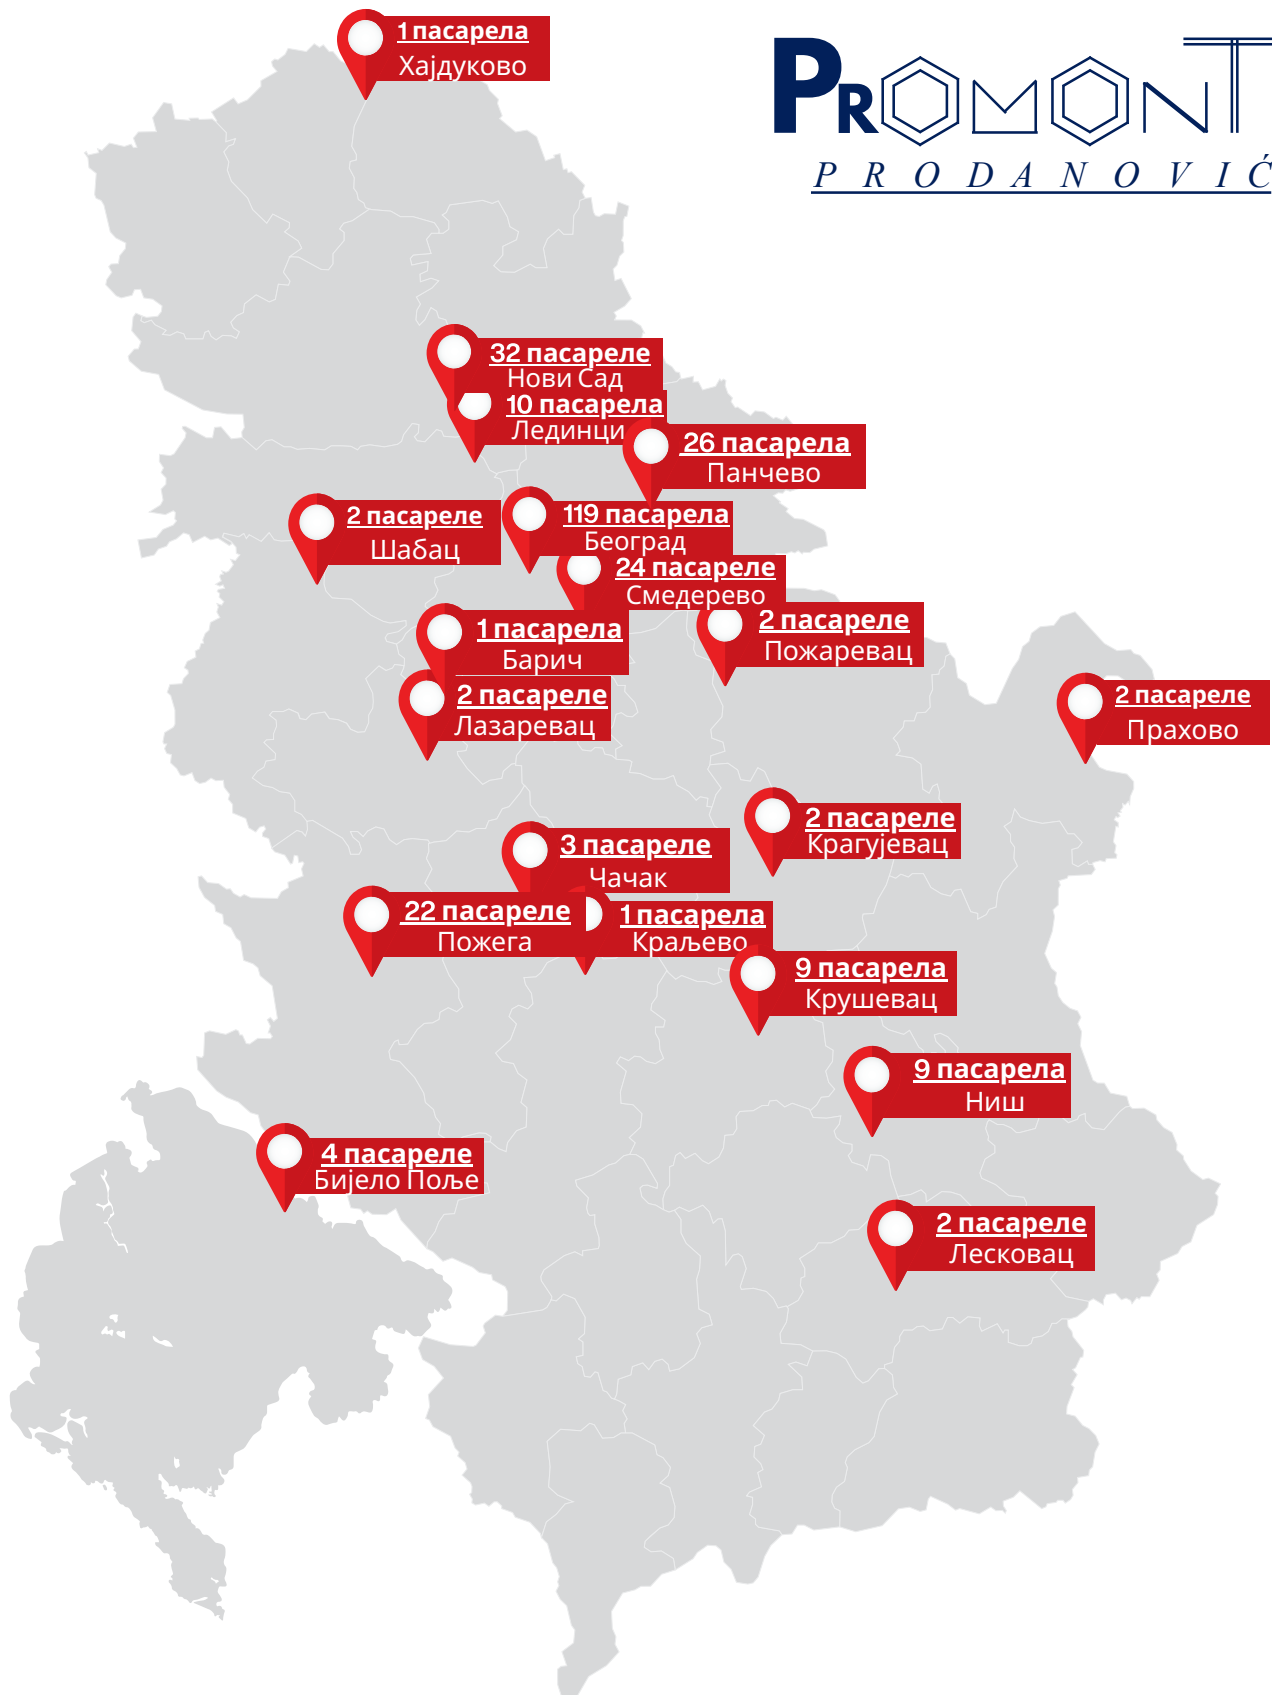 1 пасарела
Хајдуково
PROMONT
PRODANOVIĆ
32 пасареле
Нови Сад
10 пасарела
Лединци
26 пасарела
Панчево
2 пасареле
Шабац
119 пасарела
Београд
24 пасареле
Смедерево
2 пасареле
Пожаревац
1 пасарела
Барич
2 пасареле
Лазаревац
2 пасареле
Прахово
2 пасареле
Крагујевац
3 пасареле
Чачак
22 пасареле
Пожега
1 пасарела
Краљево
9 пасарела
Крушевац
9 пасарела
Ниш
4 пасареле
Бијело Поље
2 пасареле
Лесковац